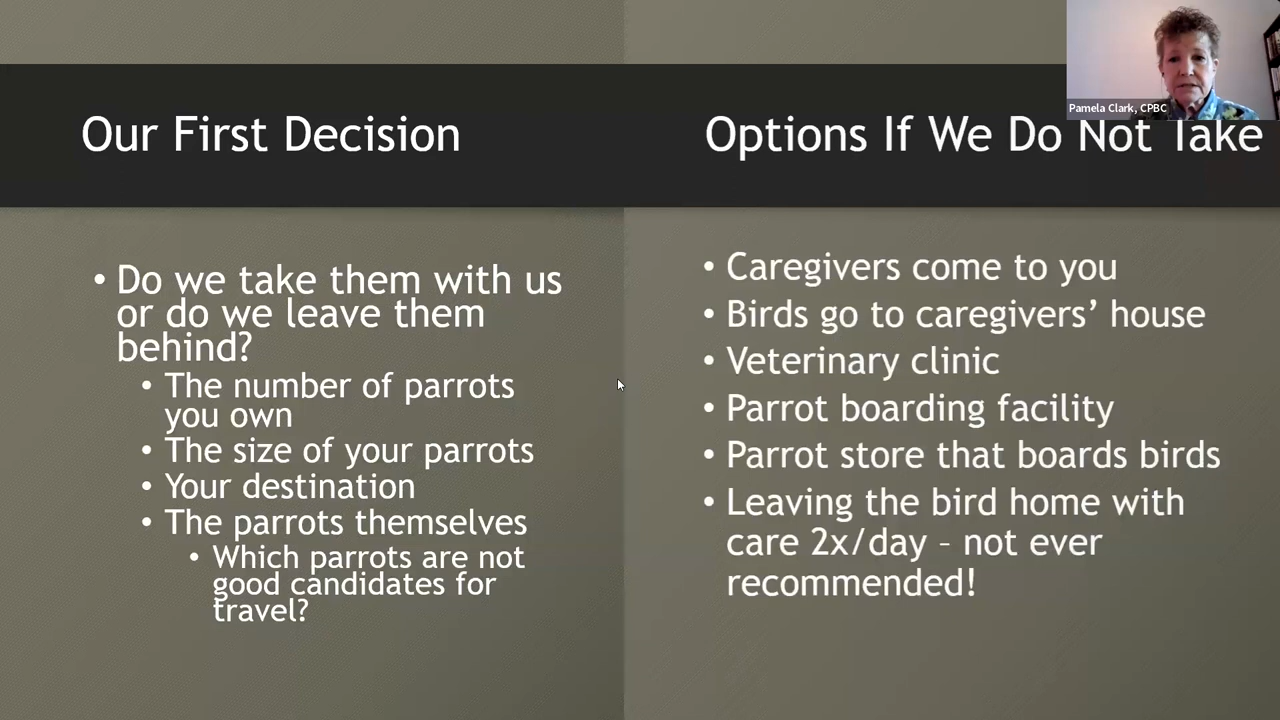 Our First Decision
• Do we take them with us
or do we leave them
behind?
• The number of parrots
you own
• The size of your parrots
• Your destination
• The parrots themselves
• Which parrots are not
good candidates for
travel?
Pamela Clark, CPBC
Options If We Do Not Take
• Caregivers come to you
• Birds go to caregivers’ house
• Veterinary clinic
• Parrot boarding facility
• Parrot store that boards birds
• Leaving the bird home with
care 2x/day – not ever
recommended!